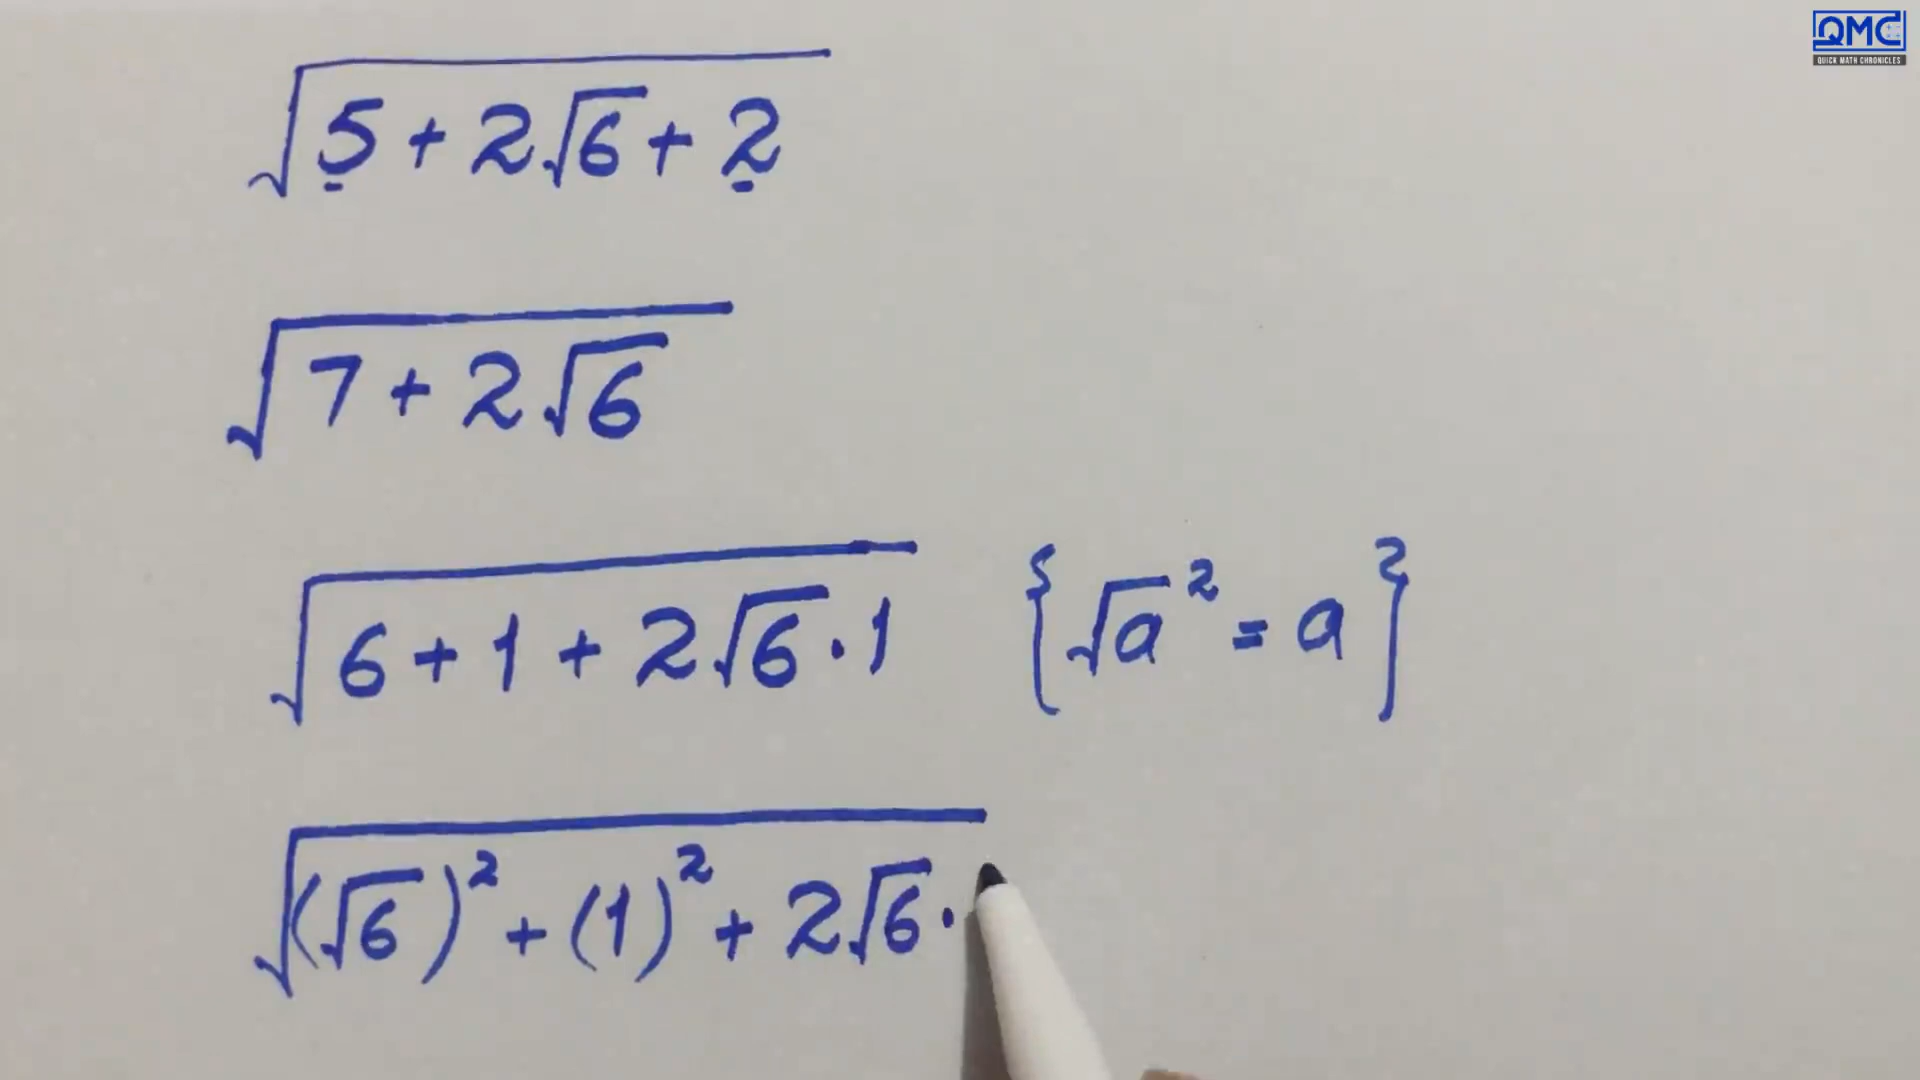 QMC
QUICK MATH CHRONICLES
√(5 + 2√6 + 2)
√(7 + 2√6)
√(6 + 1 + 2√6 · 1) {√a² = a}
√((√6)² + (1)² + 2√6 ·